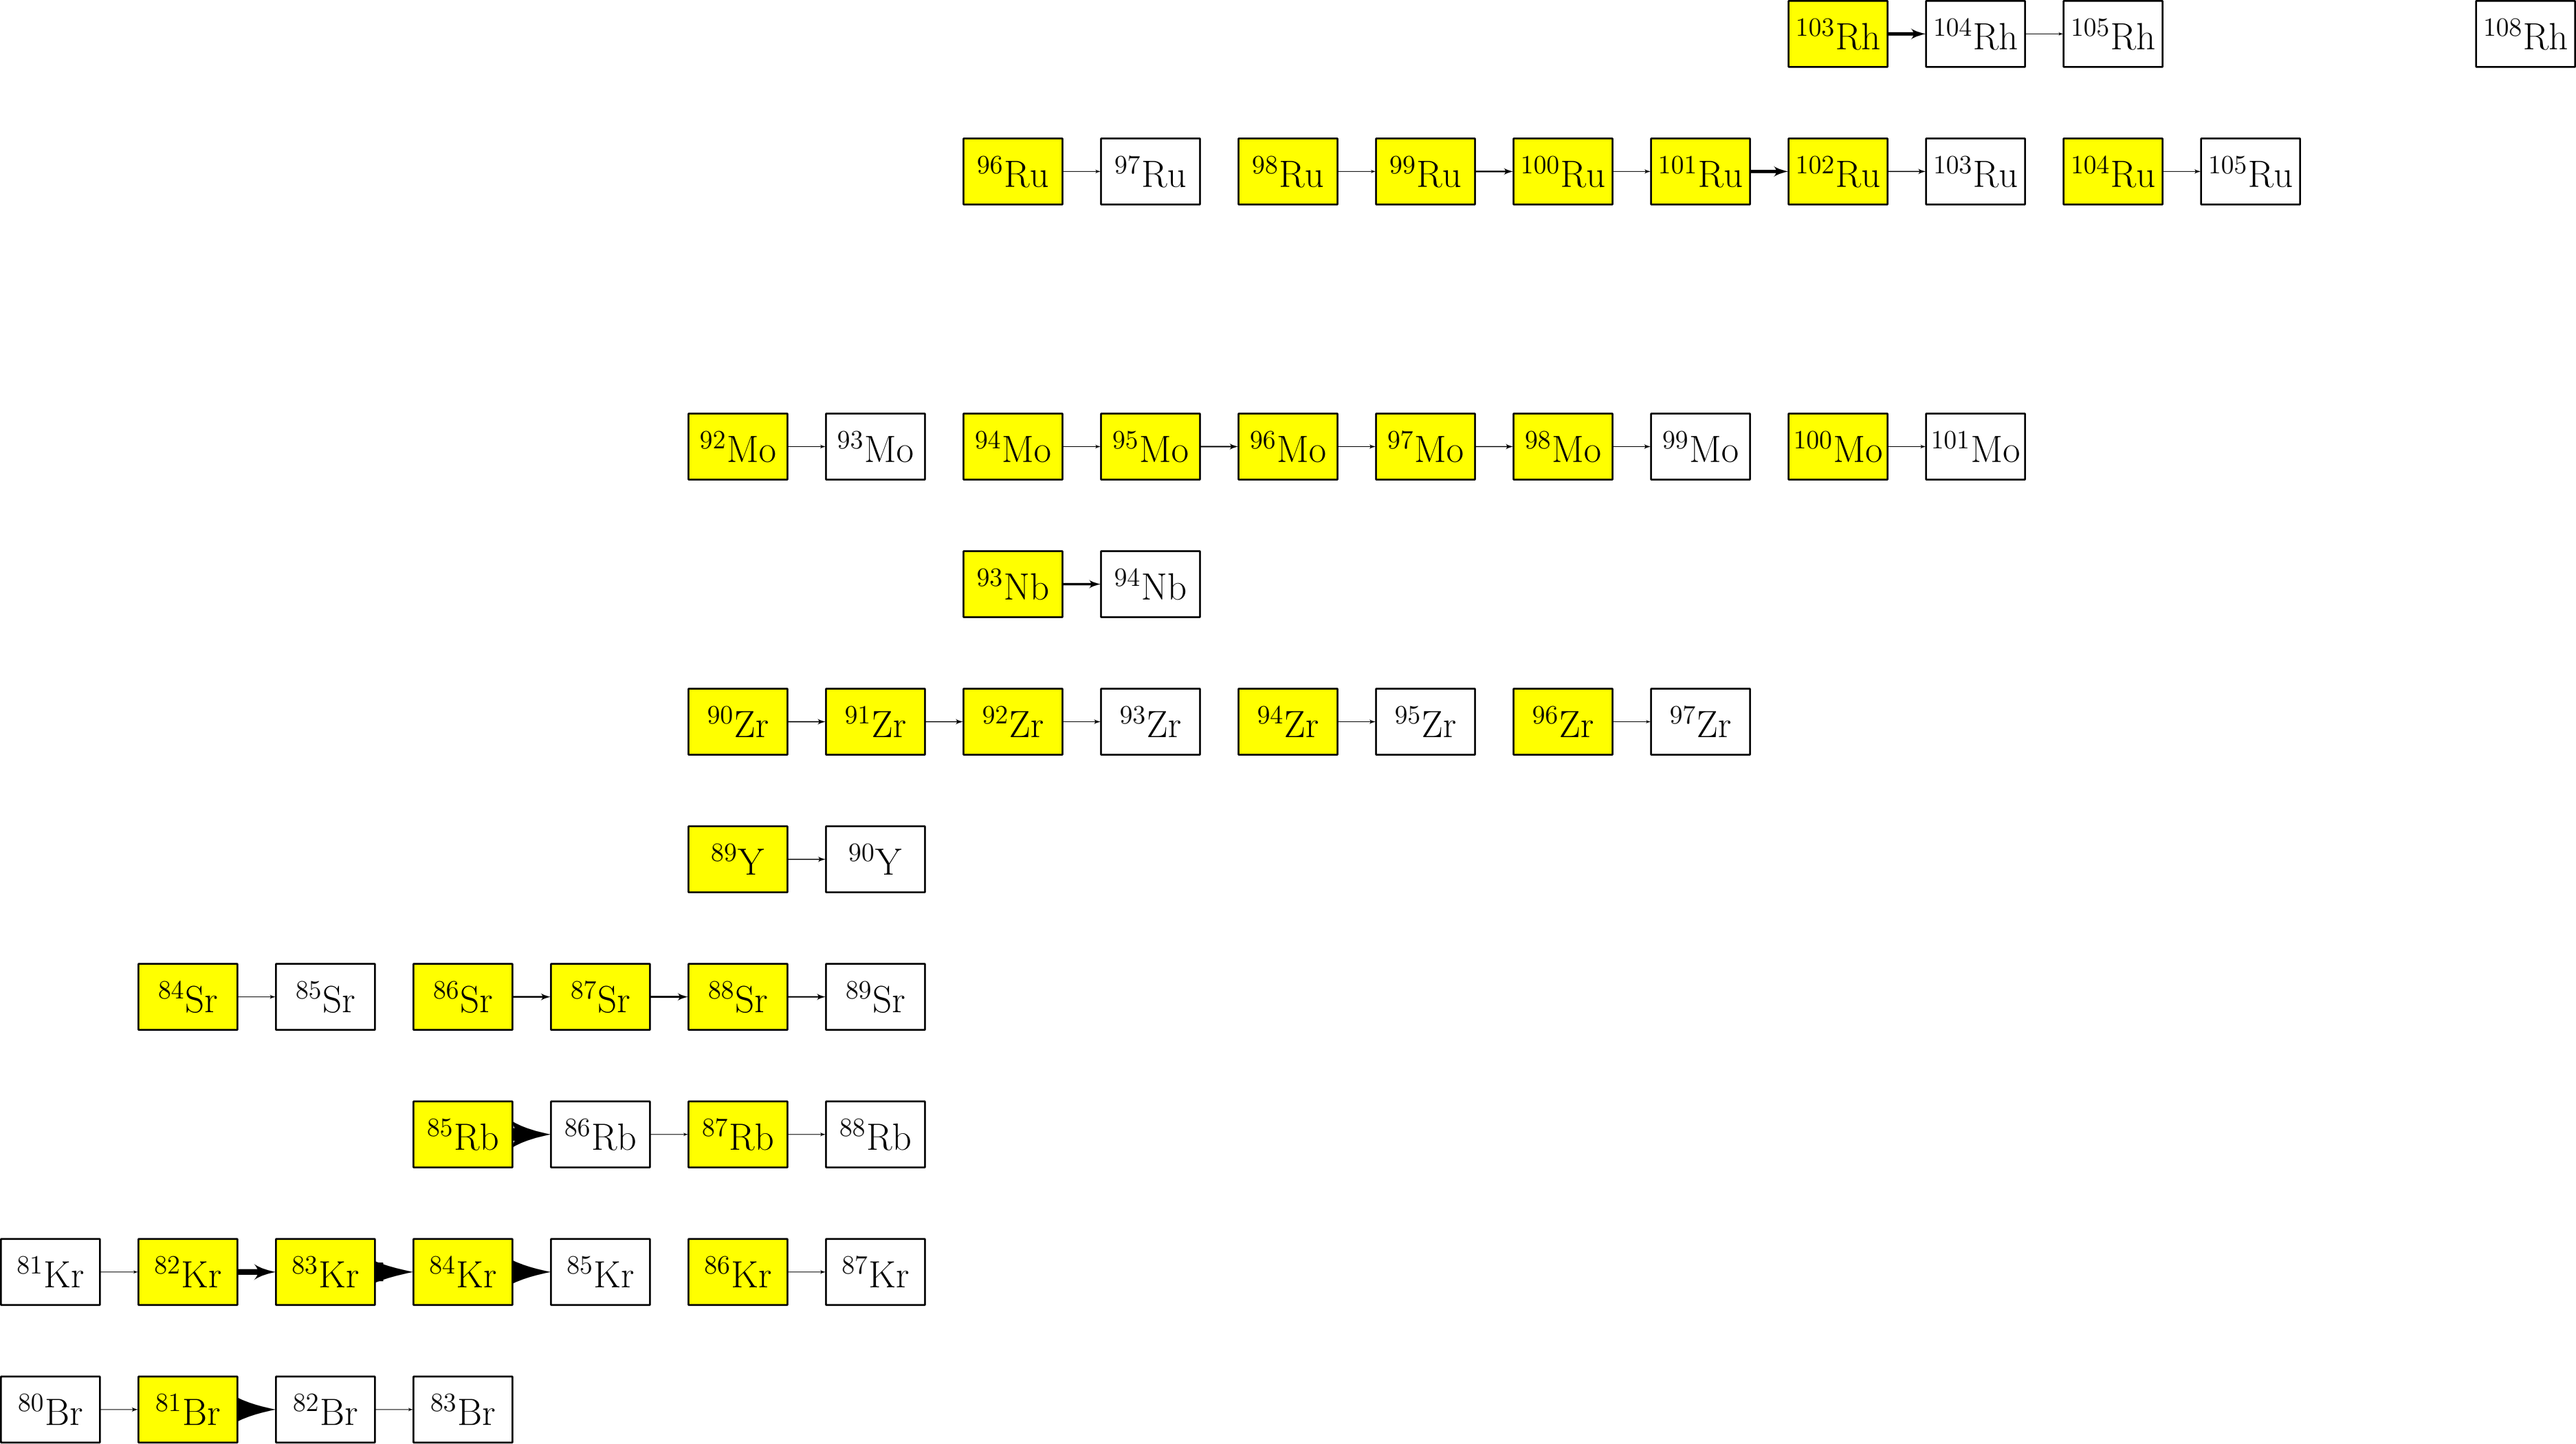 ¹⁰³Rh ¹⁰⁴Rh ¹⁰⁵Rh ¹⁰⁸Rh
⁹⁶Ru ⁹⁷Ru ⁹⁸Ru ⁹⁹Ru ¹⁰⁰Ru ¹⁰¹Ru ¹⁰²Ru ¹⁰³Ru ¹⁰⁴Ru ¹⁰⁵Ru
⁹²Mo ⁹³Mo ⁹⁴Mo ⁹⁵Mo ⁹⁶Mo ⁹⁷Mo ⁹⁸Mo ⁹⁹Mo ¹⁰⁰Mo ¹⁰¹Mo
⁹³Nb ⁹⁴Nb
⁹⁰Zr ⁹¹Zr ⁹²Zr ⁹³Zr ⁹⁴Zr ⁹⁵Zr ⁹⁶Zr ⁹⁷Zr
⁸⁹Y ⁹⁰Y
⁸⁴Sr ⁸⁵Sr ⁸⁶Sr ⁸⁷Sr ⁸⁸Sr ⁸⁹Sr
⁸⁵Rb ⁸⁶Rb ⁸⁷Rb ⁸⁸Rb
⁸¹Kr ⁸²Kr ⁸³Kr ⁸⁴Kr ⁸⁵Kr ⁸⁶Kr ⁸⁷Kr
⁸⁰Br ⁸¹Br ⁸²Br ⁸³Br